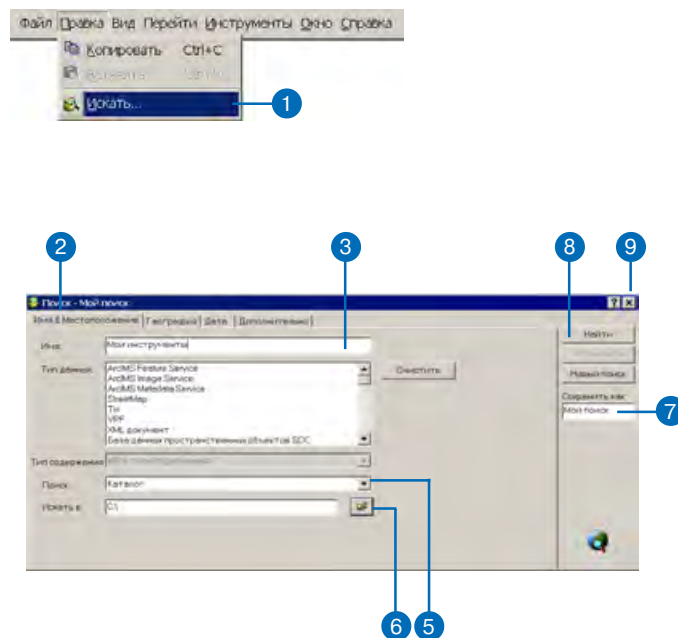 Файл Правка Вид Перейти Инструменты Окно Справка
Копировать Ctrl+C
Искать...
1
2
3
8
9
Поиск - Мой поиск
Имя & Местоположение География Дата Дополнительно
Имя: Мои инструменты
Найти
Тип данных: ArcIMS Feature Service
ArcIMS Image Service
ArcIMS Metadata Service
StreetMap
Tin
VPF
XML документ
База данных пространственных объектов SDC
Очистить
Новый поиск
Сохранить как:
Мой поиск
7
Тип содержания
Поиск: Каталог
Искать в: C:\
6
5